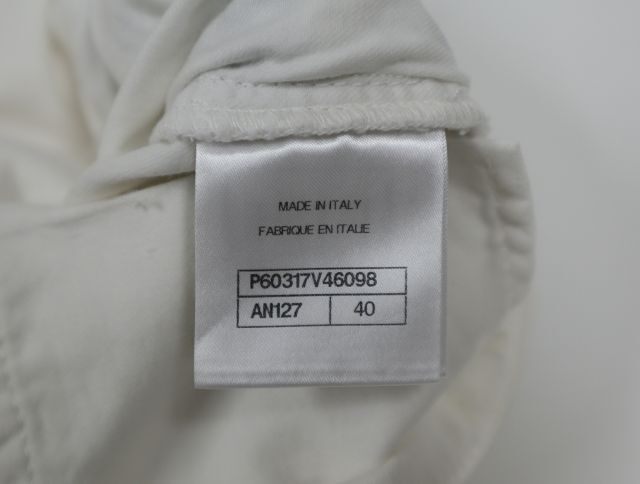 MADE IN ITALY
FABRIQUE EN ITALIE
P60317V46098
AN127 40